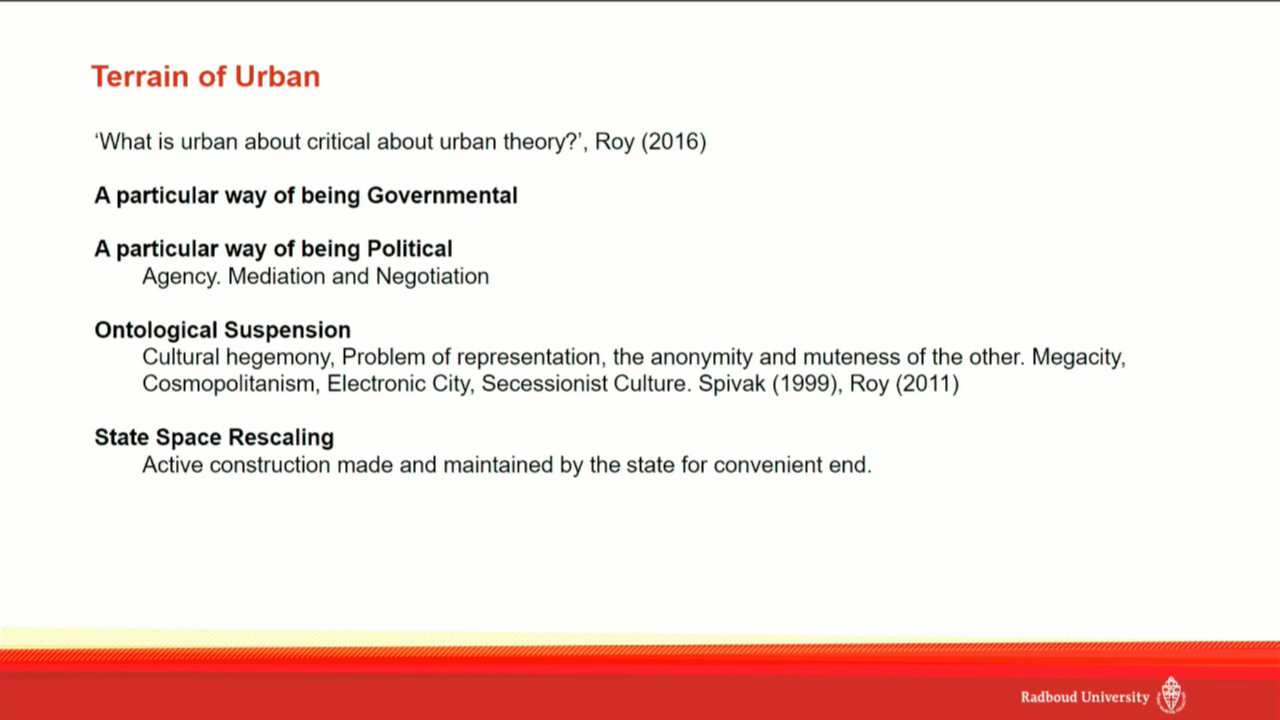 Terrain of Urban
‘What is urban about critical about urban theory?’, Roy (2016)
A particular way of being Governmental
A particular way of being Political
Agency. Mediation and Negotiation
Ontological Suspension
Cultural hegemony, Problem of representation, the anonymity and muteness of the other. Megacity,
Cosmopolitanism, Electronic City, Secessionist Culture. Spivak (1999), Roy (2011)
State Space Rescaling
Active construction made and maintained by the state for convenient end.
Radboud University